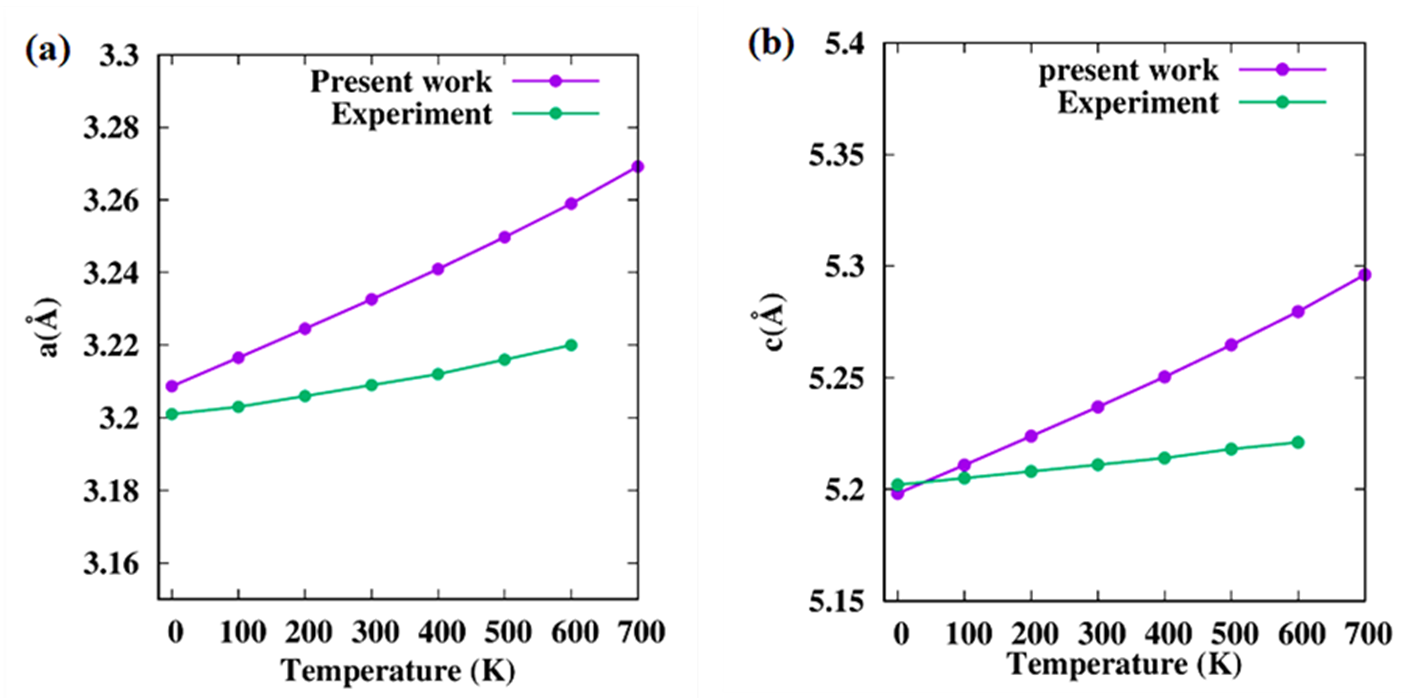 (a)
Present work
Experiment
3.3
3.28
3.26
3.24
3.22
3.2
3.18
3.16
a(Å)
0 100 200 300 400 500 600 700
Temperature (K)
(b)
present work
Experiment
5.4
5.35
5.3
5.25
5.2
5.15
c(Å)
0 100 200 300 400 500 600 700
Temperature (K)